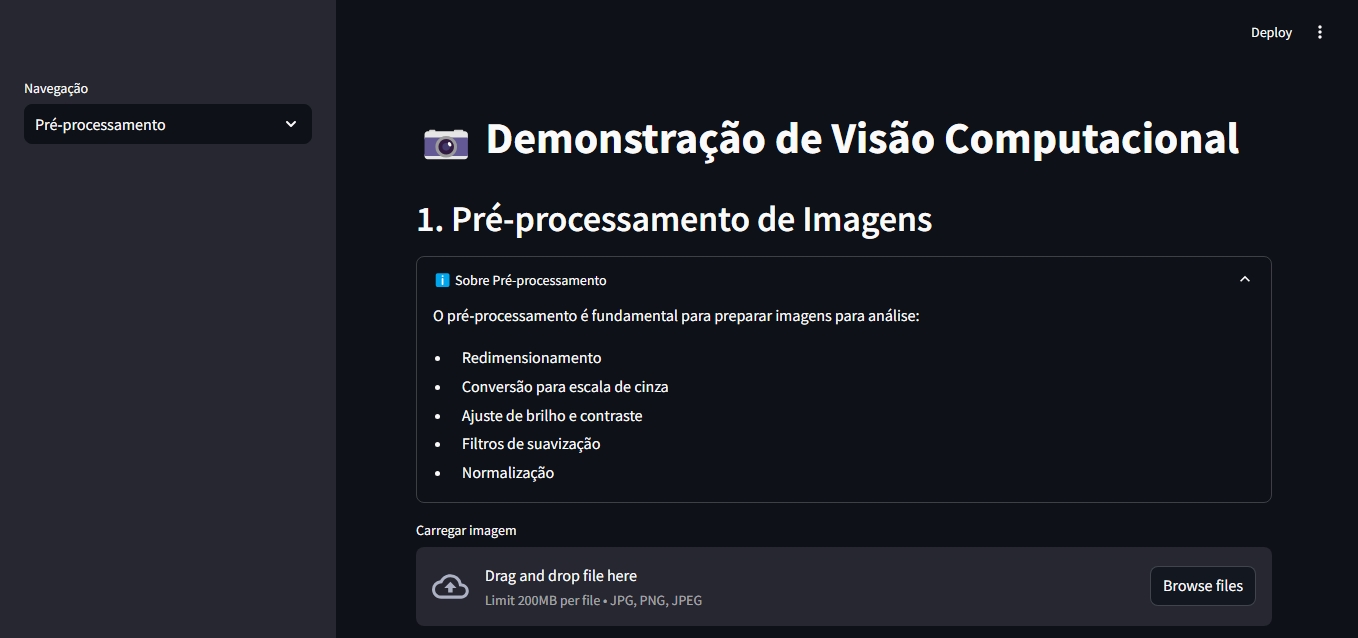 Deploy
Navegação
Pré-processamento
Demonstração de Visão Computacional
1. Pré-processamento de Imagens
Sobre Pré-processamento
O pré-processamento é fundamental para preparar imagens para análise:
• Redimensionamento
• Conversão para escala de cinza
• Ajuste de brilho e contraste
• Filtros de suavização
• Normalização
Carregar imagem
Drag and drop file here
Limit 200MB per file • JPG, PNG, JPEG
Browse files